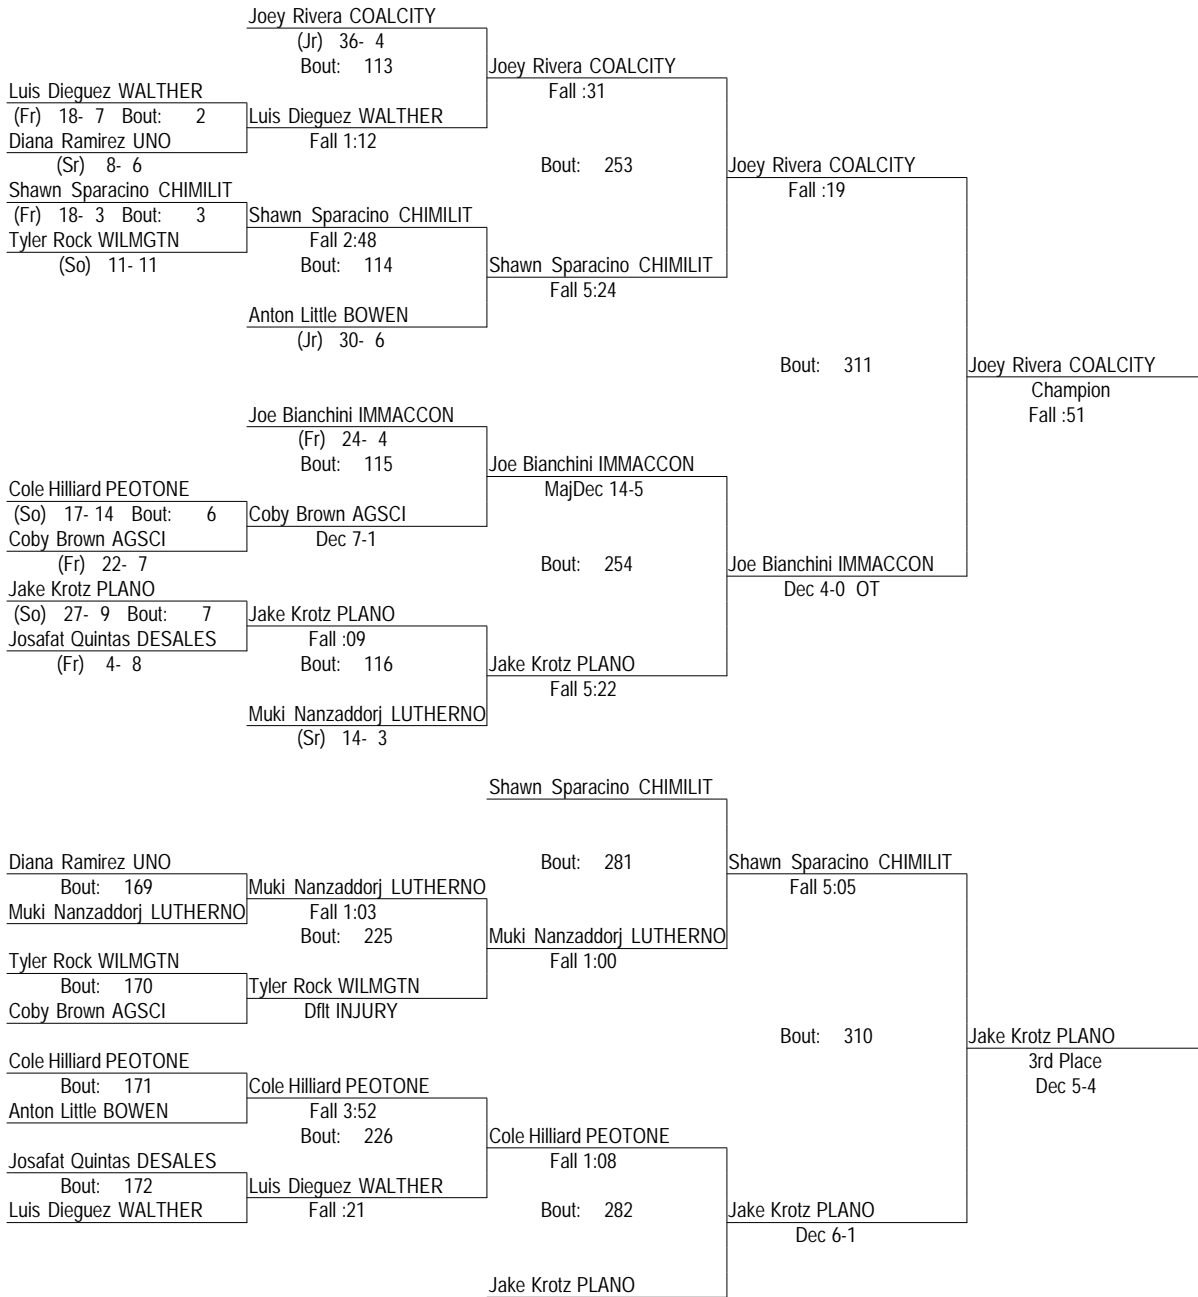 Joey Rivera COALCITY
(Jr) 36- 4
Bout: 113
Joey Rivera COALCITY
Fall :31
Luis Dieguez WALTHER
(Fr) 18- 7 Bout: 2
Luis Dieguez WALTHER
Fall 1:12
Diana Ramirez UNO
(Sr) 8- 6
Bout: 253
Joey Rivera COALCITY
Fall :19
Shawn Sparacino CHIMILIT
(Fr) 18- 3 Bout: 3
Shawn Sparacino CHIMILIT
Fall 2:48
Tyler Rock WILMGTN
(So) 11- 11
Bout: 114
Shawn Sparacino CHIMILIT
Fall 5:24
Anton Little BOWEN
(Jr) 30- 6
Bout: 311
Joey Rivera COALCITY
Champion
Fall :51
Joe Bianchini IMMACCON
(Fr) 24- 4
Bout: 115
Joe Bianchini IMMACCON
MajDec 14-5
Cole Hilliard PEOTONE
(So) 17- 14 Bout: 6
Coby Brown AGSCI
Dec 7-1
Coby Brown AGSCI
(Fr) 22- 7
Bout: 254
Joe Bianchini IMMACCON
Dec 4-0 OT
Jake Krotz PLANO
(So) 27- 9 Bout: 7
Jake Krotz PLANO
Fall :09
Josafat Quintas DESALES
(Fr) 4- 8
Bout: 116
Jake Krotz PLANO
Fall 5:22
Muki Nanzaddorj LUTHERNO
(Sr) 14- 3
Shawn Sparacino CHIMILIT
Bout: 281
Shawn Sparacino CHIMILIT
Fall 5:05
Diana Ramirez UNO
Bout: 169
Muki Nanzaddorj LUTHERNO
Fall 1:03
Muki Nanzaddorj LUTHERNO
Bout: 225
Muki Nanzaddorj LUTHERNO
Fall 1:00
Tyler Rock WILMGTN
Bout: 170
Tyler Rock WILMGTN
Dflt INJURY
Coby Brown AGSCI
Bout: 310
Jake Krotz PLANO
3rd Place
Dec 5-4
Cole Hilliard PEOTONE
Bout: 171
Cole Hilliard PEOTONE
Fall 3:52
Anton Little BOWEN
Bout: 226
Cole Hilliard PEOTONE
Fall 1:08
Josafat Quintas DESALES
Bout: 172
Luis Dieguez WALTHER
Fall :21
Luis Dieguez WALTHER
Bout: 282
Jake Krotz PLANO
Dec 6-1
Jake Krotz PLANO